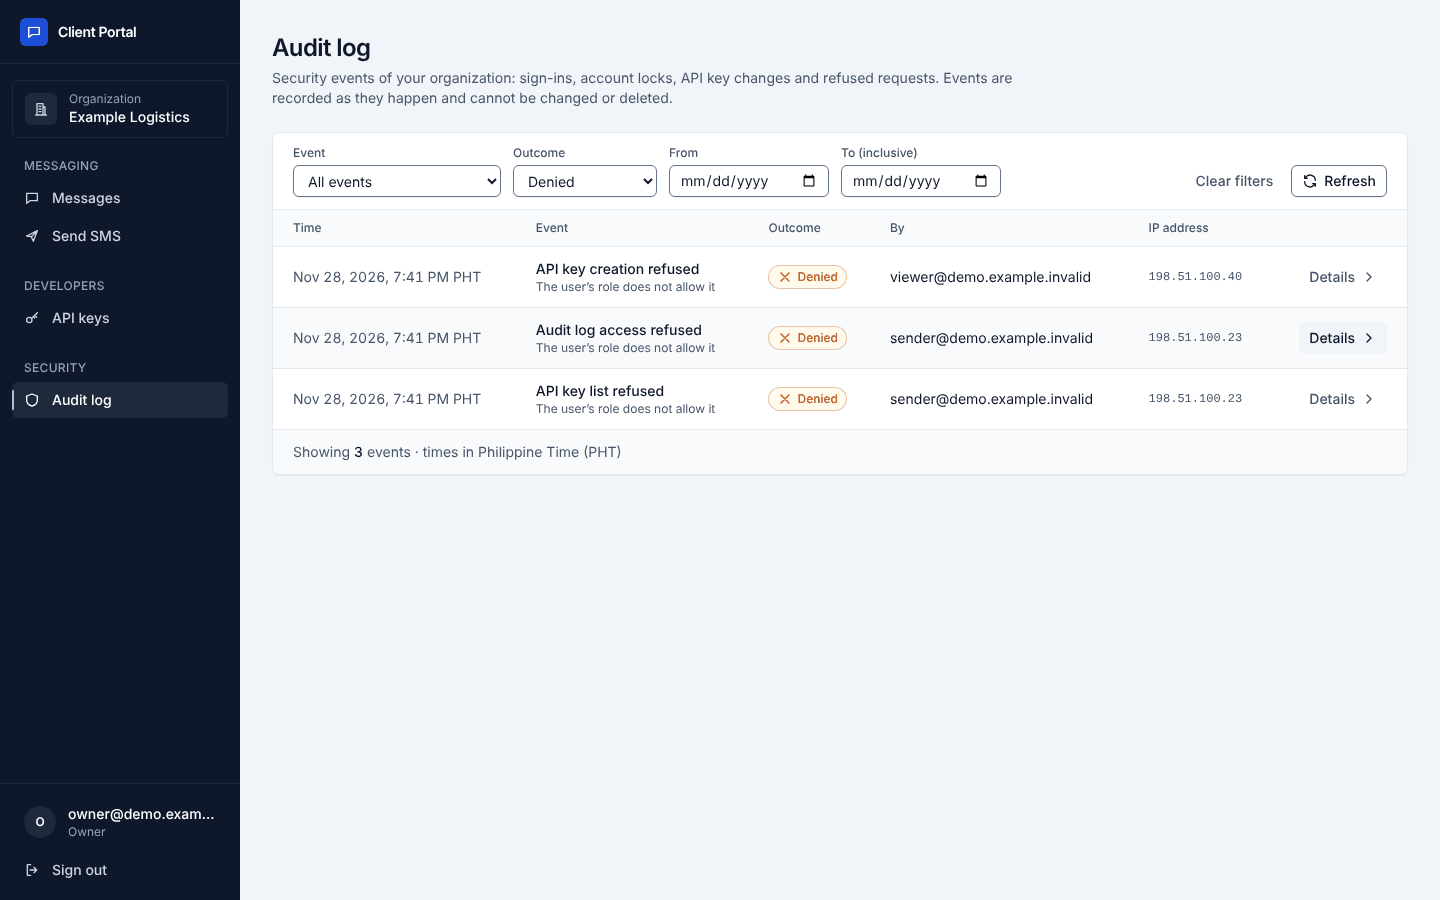 Client Portal
Organization
Example Logistics
MESSAGING
Messages
Send SMS
DEVELOPERS
API keys
SECURITY
Audit log
O
owner@demo.exam...
Owner
Sign out
Audit log
Security events of your organization: sign-ins, account locks, API key changes and refused requests. Events are
recorded as they happen and cannot be changed or deleted.
Event Outcome From To (inclusive)
All events Denied mm/dd/yyyy mm/dd/yyyy Clear filters Refresh
Time Event Outcome By IP address
Nov 28, 2026, 7:41 PM PHT API key creation refused Denied viewer@demo.example.invalid 198.51.100.40 Details
The user's role does not allow it
Nov 28, 2026, 7:41 PM PHT Audit log access refused Denied sender@demo.example.invalid 198.51.100.23 Details
The user's role does not allow it
Nov 28, 2026, 7:41 PM PHT API key list refused Denied sender@demo.example.invalid 198.51.100.23 Details
The user's role does not allow it
Showing 3 events · times in Philippine Time (PHT)